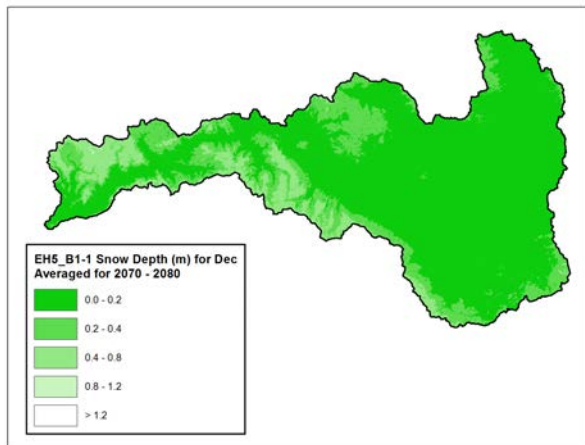 EH5_B1-1 Snow Depth (m) for Dec
Averaged for 2070 - 2080
0.0 - 0.2
0.2 - 0.4
0.4 - 0.8
0.8 - 1.2
> 1.2